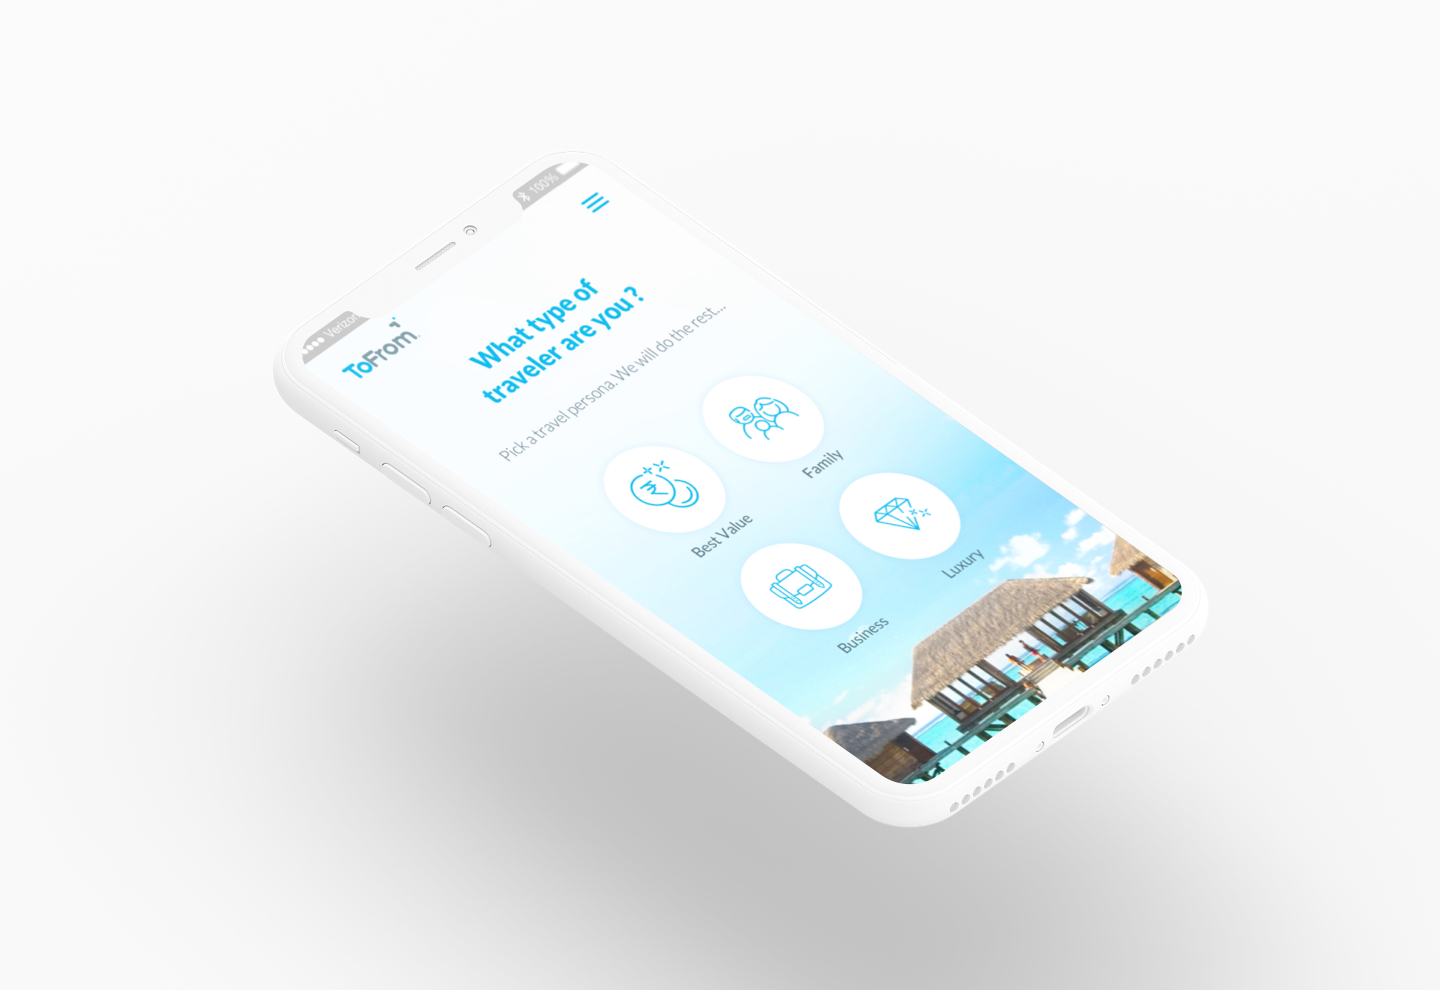 Verizon
100%
ToFrom
What type of
traveler are you?
Pick a travel persona. We will do the rest...
Best Value
Family
Business
Luxury